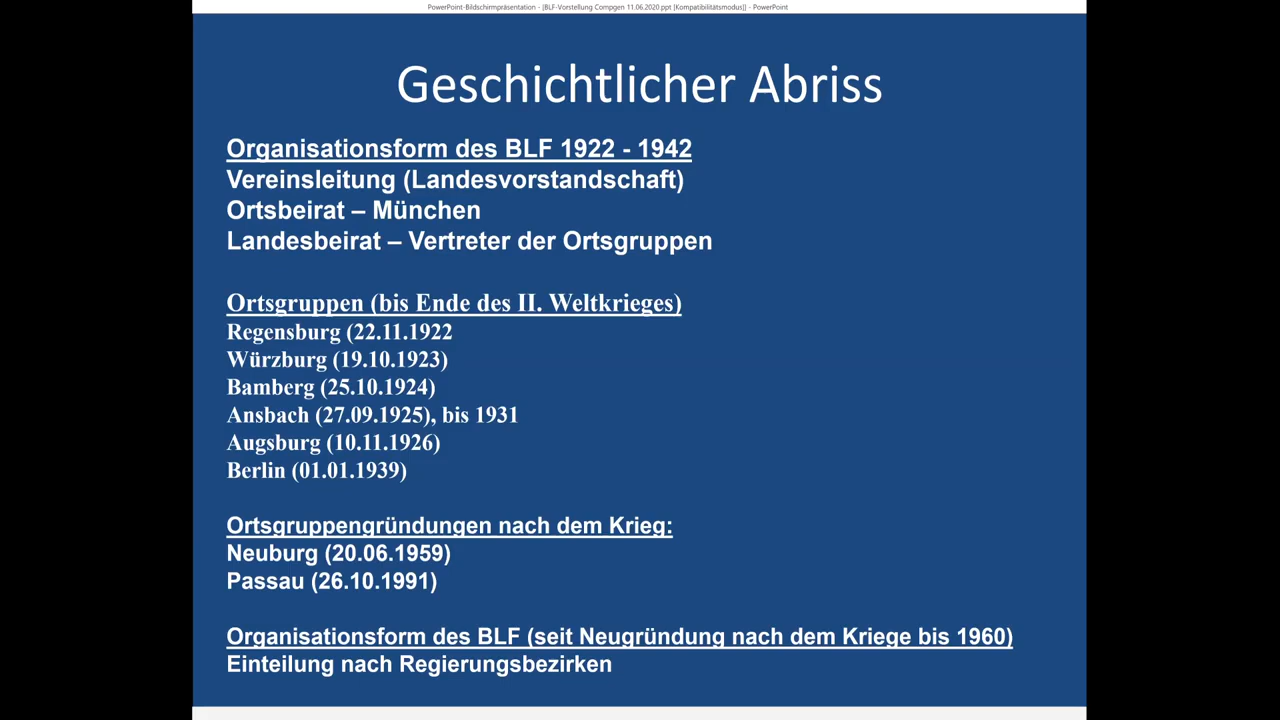 PowerPoint-Bildschirmpräsentation - [BLF-Vorstellung Compgen 11.06.2020.ppt [Kompatibilitätsmodus]] - PowerPoint
Geschichtlicher Abriss
Organisationsform des BLF 1922 - 1942
Vereinsleitung (Landesvorstandschaft)
Ortsbeirat – München
Landesbeirat – Vertreter der Ortsgruppen
Ortsgruppen (bis Ende des II. Weltkrieges)
Regensburg (22.11.1922
Würzburg (19.10.1923)
Bamberg (25.10.1924)
Ansbach (27.09.1925), bis 1931
Augsburg (10.11.1926)
Berlin (01.01.1939)
Ortsgruppengründungen nach dem Krieg:
Neuburg (20.06.1959)
Passau (26.10.1991)
Organisationsform des BLF (seit Neugründung nach dem Kriege bis 1960)
Einteilung nach Regierungsbezirken